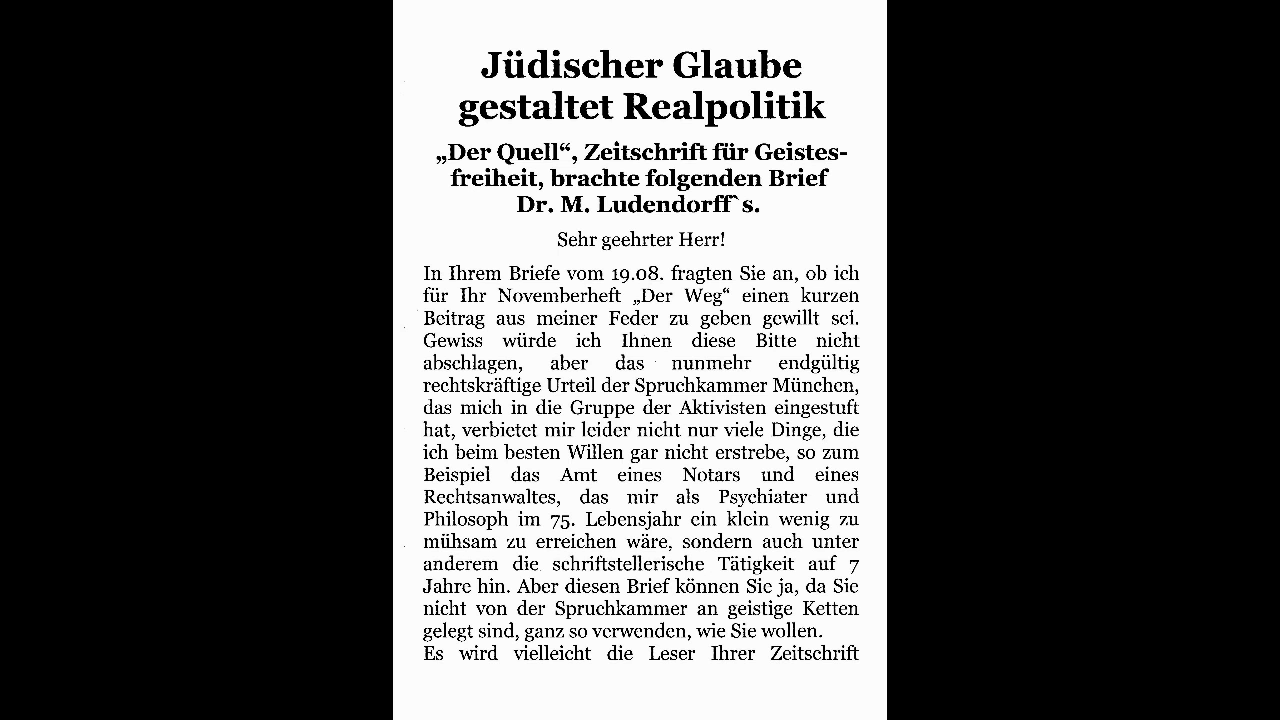 Jüdischer Glaube
gestaltet Realpolitik
„Der Quell“, Zeitschrift für Geistes-
freiheit, brachte folgenden Brief
Dr. M. Ludendorff`s.
Sehr geehrter Herr!
In Ihrem Briefe vom 19.08. fragten Sie an, ob ich
für Ihr Novemberheft „Der Weg“ einen kurzen
Beitrag aus meiner Feder zu geben gewillt sei.
Gewiss würde ich Ihnen diese Bitte nicht
abschlagen, aber das nunmehr endgültig
rechtskräftige Urteil der Spruchkammer München,
das mich in die Gruppe der Aktivisten eingestuft
hat, verbietet mir leider nicht nur viele Dinge, die
ich beim besten Willen gar nicht erstrebe, so zum
Beispiel das Amt eines Notars und eines
Rechtsanwaltes, das mir als Psychiater und
Philosoph im 75. Lebensjahr ein klein wenig zu
mühsam zu erreichen wäre, sondern auch unter
anderem die schriftstellerische Tätigkeit auf 7
Jahre hin. Aber diesen Brief können Sie ja, da Sie
nicht von der Spruchkammer an geistige Ketten
gelegt sind, ganz so verwenden, wie Sie wollen.
Es wird vielleicht die Leser Ihrer Zeitschrift